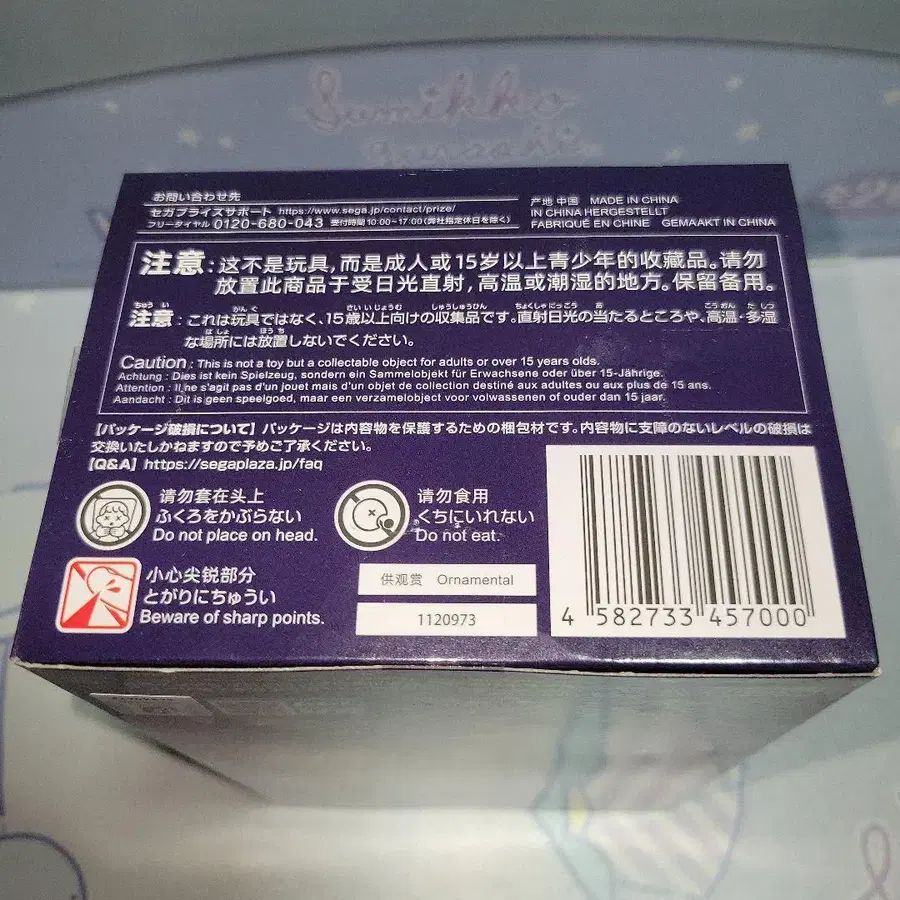 Sumikko
gurashi
お問い合わせ先
セガプライズサポート https://www.sega.jp/contact/prize/
フリーダイヤル 0120-680-043 受付時間 10:00~17:00(弊社指定休日を除く)
产地 中国 MADE IN CHINA
IN CHINA HERGESTELLT
FABRIQUÉ EN CHINE GEMAAKT IN CHINA
注意:这不是玩具,而是成人或15岁以上青少年的收藏品。请勿
放置此商品于受日光直射,高温或潮湿的地方。保留备用。
注意:これは玩具ではなく、15歳以上向けの収集品です。直射日光の当たるところや、高温・多湿
な場所には放置しないでください。
Caution : This is not a toy but a collectable object for adults or over 15 years olds.
Achtung : Dies ist kein Spielzeug, sondern ein Sammelobjekt für Erwachsene oder über 15-Jährige.
Attention : Il ne s'agit pas d'un jouet mais d'un objet de collection destiné aux adultes ou aux plus de 15 ans.
Aandacht : Dit is geen speelgoed, maar een verzamelobject voor volwassenen of ouder dan 15 jaar.
【パッケージ破損について】パッケージは内容物を保護するための梱包材です。内容物に支障のないレベルの破損は
交換いたしかねますので予めご了承ください。
【Q&A】https://segaplaza.jp/faq
请勿套在头上
ふくろをかぶらない
Do not place on head.
请勿食用
くちにいれない
Do not eat.
小心尖锐部分
とがりにちゅうい
Beware of sharp points.
供观赏 Ornamental
1120973
4 582733 457000